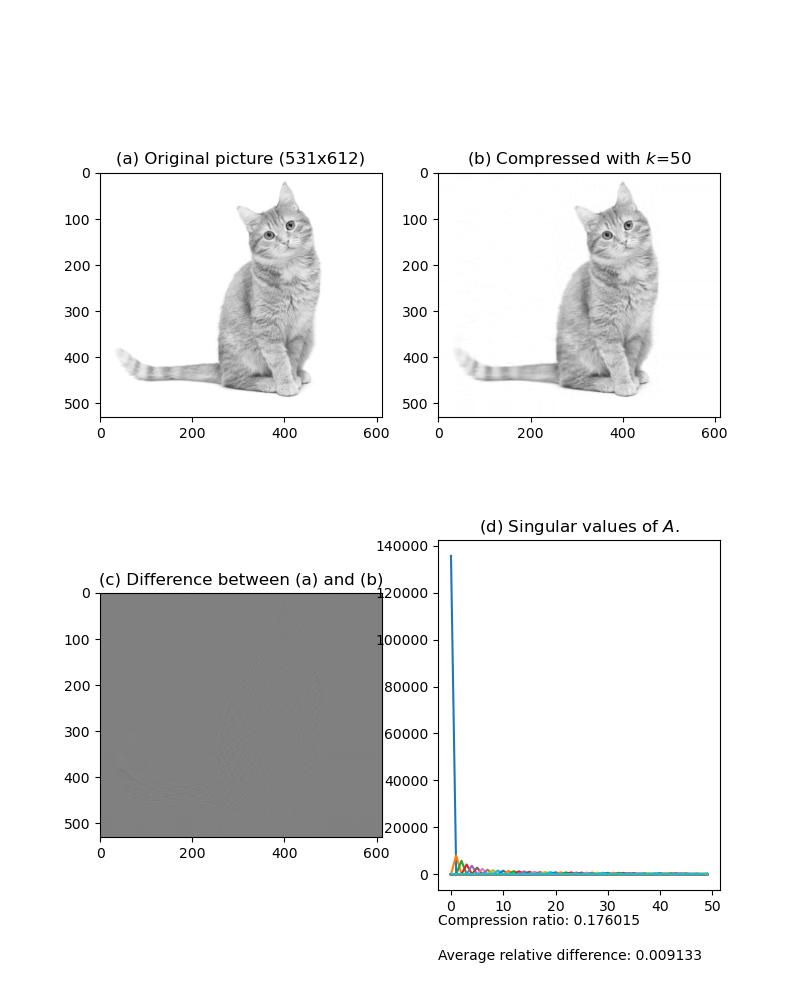 (a) Original picture (531x612)
(b) Compressed with k=50
0
100
200
300
400
500
0 200 400 600
0
100
200
300
400
500
0 200 400 600
(c) Difference between (a) and (b)
0
100
200
300
400
500
0 200 400 600
(d) Singular values of A.
140000
120000
100000
80000
60000
40000
20000
0
0 10 20 30 40 50
Compression ratio: 0.176015
Average relative difference: 0.009133